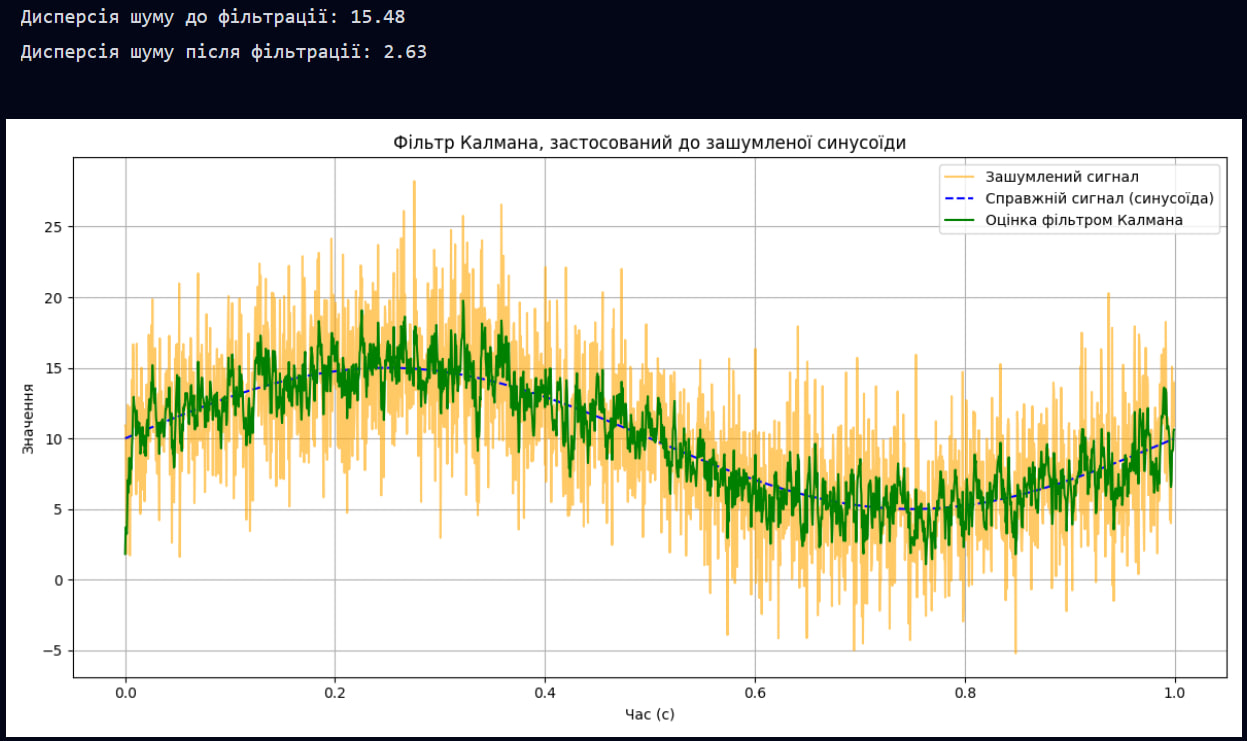 Дисперсія шуму до фільтрації: 15.48
Дисперсія шуму після фільтрації: 2.63
Фільтр Калмана, застосований до зашумленої синусоїди
Зашумлений сигнал
Справжній сигнал (синусоїда)
Оцінка фільтром Калмана
Значення
25
20
15
10
5
0
−5
0.0 0.2 0.4 0.6 0.8 1.0
Час (с)